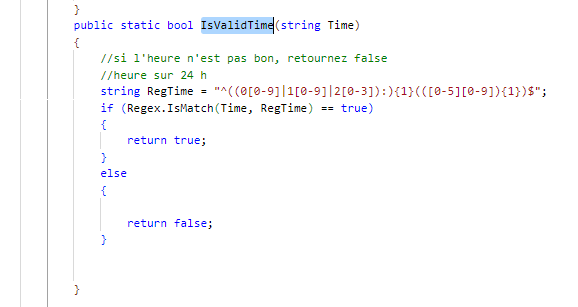 }
public static bool IsValidTime(string Time)
{
//si l'heure n'est pas bon, retournez false
//heure sur 24 h
string RegTime = "^((0[0-9]|1[0-9]|2[0-3]):){1}(([0-5][0-9]){1})$";
if (Regex.IsMatch(Time, RegTime) == true)
{
return true;
}
else
{
return false;
}
}